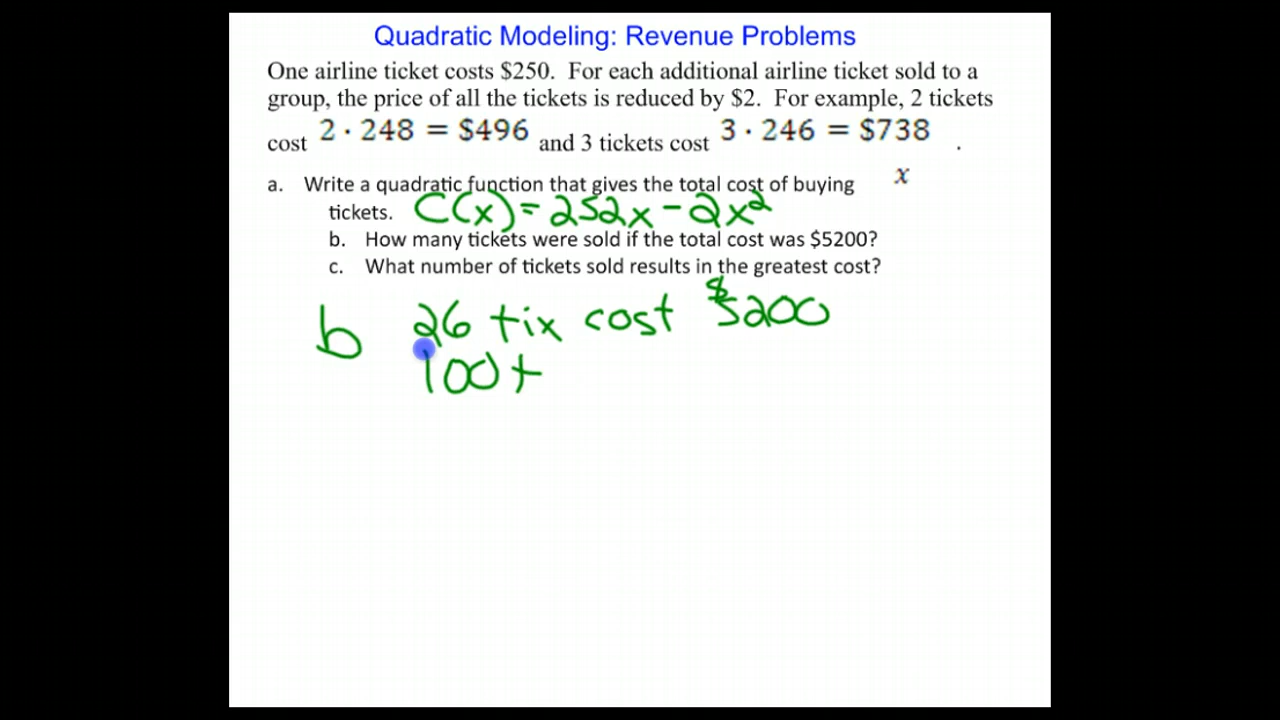 Quadratic Modeling: Revenue Problems
One airline ticket costs $250. For each additional airline ticket sold to a
group, the price of all the tickets is reduced by $2. For example, 2 tickets
cost 2 · 248 = $496 and 3 tickets cost 3 · 246 = $738 .
a. Write a quadratic function that gives the total cost of buying x
tickets. C(x)=252x-2x²
b. How many tickets were sold if the total cost was $5200?
c. What number of tickets sold results in the greatest cost?
b 26 tix cost $5200
100 t